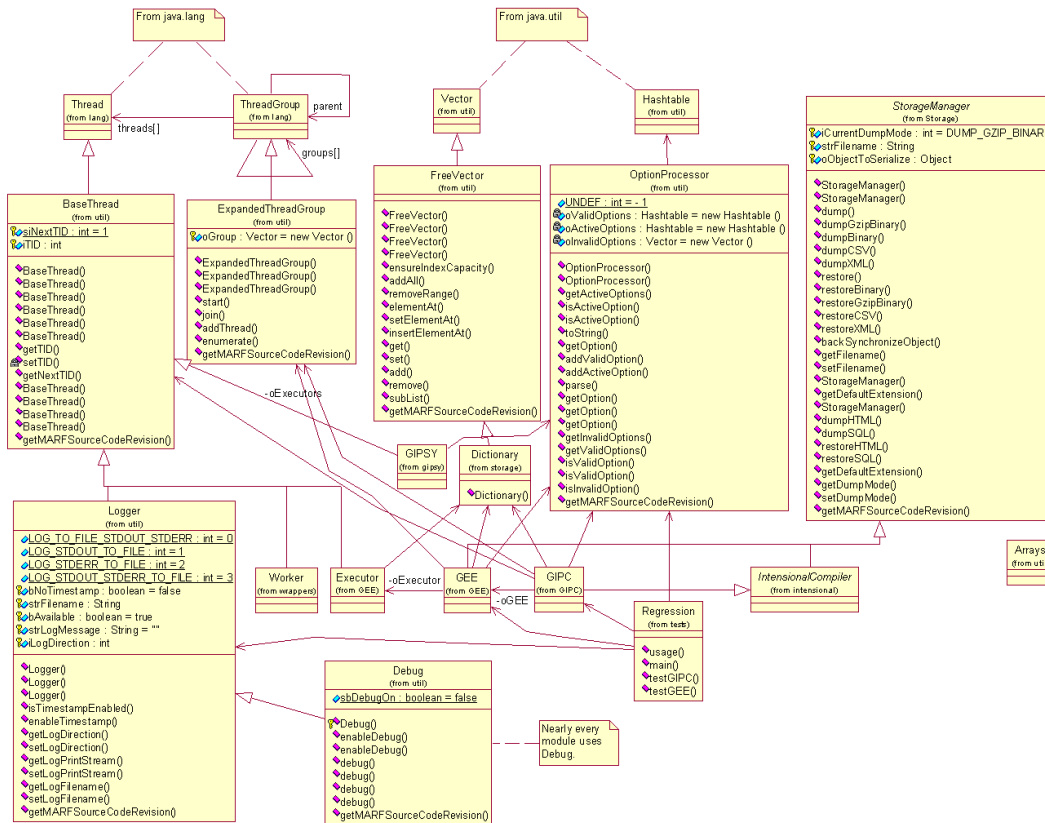 From java.lang
From java.util
Thread
(from lang)
ThreadGroup
(from lang)
parent
threads[]
groups[]
Vector
(from util)
Hashtable
(from util)
StorageManager
(from Storage)
iCurrentDumpMode : int = DUMP_GZIP_BINAR
strFilename : String
oObjectToSerialize : Object
StorageManager()
StorageManager()
dump()
dumpGzipBinary()
dumpBinary()
dumpCSV()
dumpXML()
restore()
restoreBinary()
restoreGzipBinary()
restoreCSV()
restoreXML()
backSynchronizeObject()
getFilename()
setFilename()
StorageManager()
getDefaultExtension()
StorageManager()
dumpHTML()
dumpSQL()
restoreHTML()
restoreSQL()
getDefaultExtension()
getDumpMode()
setDumpMode()
getMARFSourceCodeRevision()
BaseThread
(from util)
siNextTID : int = 1
iTID : int
BaseThread()
BaseThread()
BaseThread()
BaseThread()
BaseThread()
BaseThread()
getTID()
setTID()
getNextTID()
BaseThread()
BaseThread()
BaseThread()
BaseThread()
getMARFSourceCodeRevision()
ExpandedThreadGroup
(from util)
oGroup : Vector = new Vector ()
ExpandedThreadGroup()
ExpandedThreadGroup()
ExpandedThreadGroup()
start()
join()
addThread()
enumerate()
getMARFSourceCodeRevision()
FreeVector
(from util)
FreeVector()
FreeVector()
FreeVector()
FreeVector()
ensureIndexCapacity()
addAll()
removeRange()
elementAt()
setElementAt()
insertElementAt()
get()
set()
add()
remove()
subList()
getMARFSourceCodeRevision()
OptionProcessor
(from util)
UNDEF : int = - 1
oValidOptions : Hashtable = new Hashtable ()
oActiveOptions : Hashtable = new Hashtable ()
oInvalidOptions : Vector = new Vector ()
OptionProcessor()
OptionProcessor()
getActiveOptions()
isActiveOption()
isActiveOption()
toString()
getOption()
addValidOption()
addActiveOption()
parse()
getOption()
getOption()
getOption()
getInvalidOptions()
getValidOptions()
isValidOption()
isValidOption()
isInvalidOption()
getMARFSourceCodeRevision()
-oExecutors
GIPSY
(from gipsy)
Dictionary
(from storage)
Dictionary()
Logger
(from util)
LOG_TO_FILE_STDOUT_STDERR : int = 0
LOG_STDOUT_TO_FILE : int = 1
LOG_STDERR_TO_FILE : int = 2
LOG_STDOUT_STDERR_TO_FILE : int = 3
bNoTimestamp : boolean = false
strFilename : String
bAvailable : boolean = true
strLogMessage : String = ""
iLogDirection : int
Logger()
Logger()
Logger()
isTimestampEnabled()
enableTimestamp()
getLogDirection()
setLogDirection()
getLogPrintStream()
setLogPrintStream()
getLogFilename()
setLogFilename()
getMARFSourceCodeRevision()
Worker
(from wrappers)
Executor
(from GEE)
-oExecutor
GEE
(from GEE)
-oGEE
GIPC
(from GIPC)
IntensionalCompiler
(from intensional)
Arrays
(from uti
Regression
(from tests)
usage()
main()
testGIPC()
testGEE()
Debug
(from util)
sbDebugOn : boolean = false
Debug()
enableDebug()
enableDebug()
debug()
debug()
debug()
debug()
getMARFSourceCodeRevision()
Nearly every
module uses
Debug.